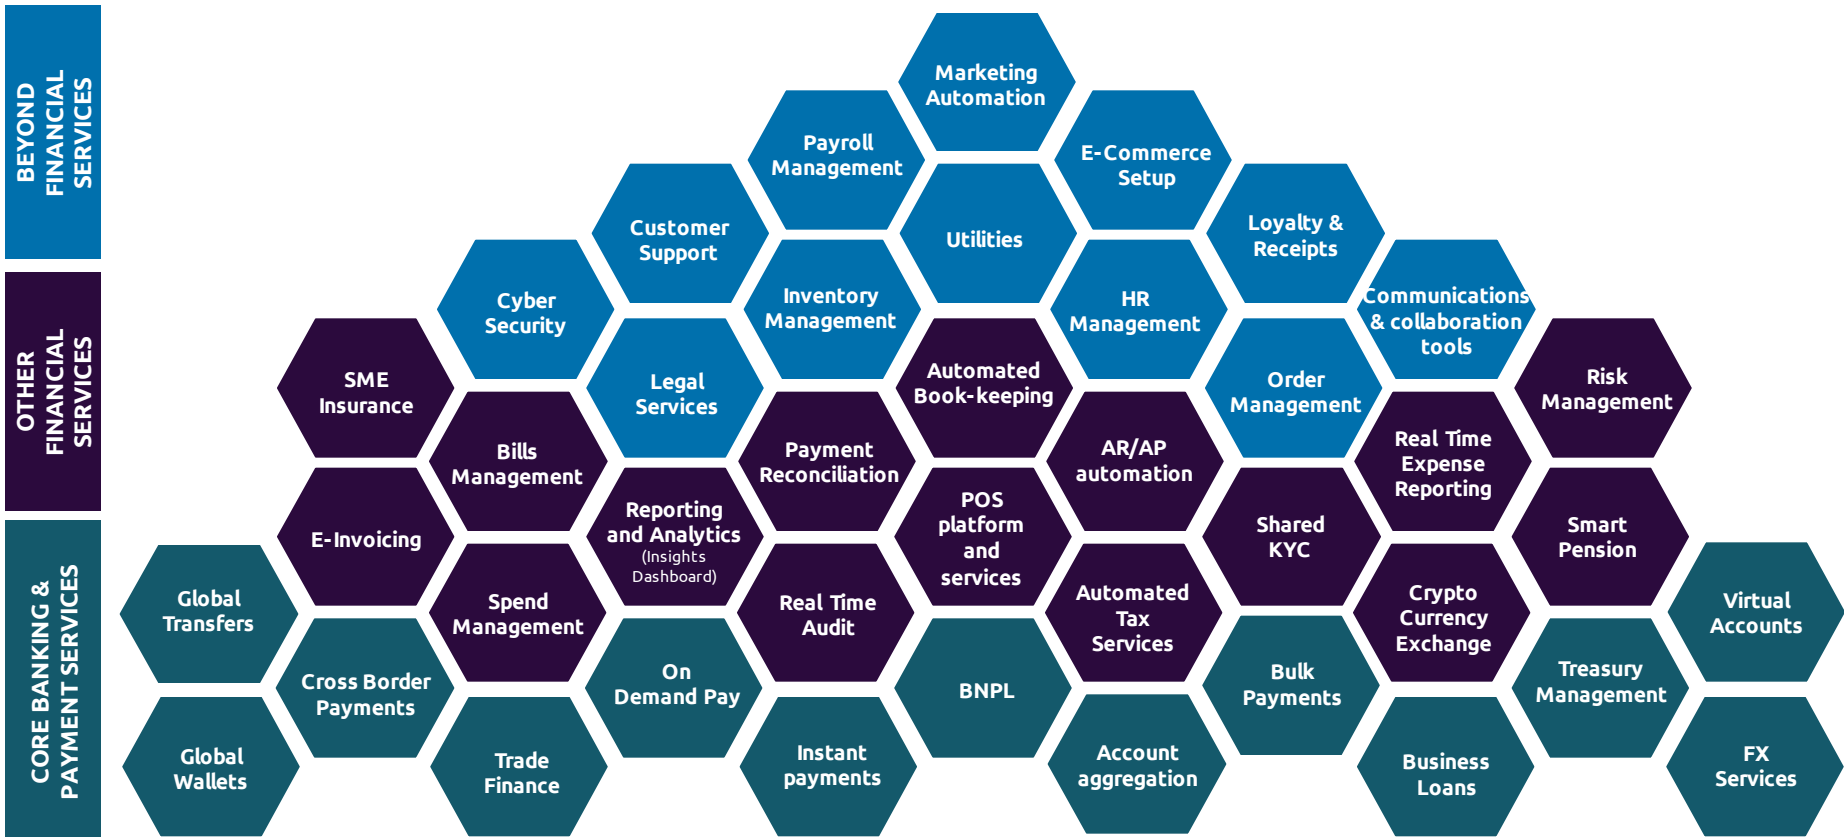 BEYOND
FINANCIAL
SERVICES
OTHER
FINANCIAL
SERVICES
CORE BANKING &
PAYMENT SERVICES
Marketing
Automation
Payroll
Management
E-Commerce
Setup
Customer
Support
Utilities
Loyalty &
Receipts
Cyber
Security
Inventory
Management
HR
Management
Communications
& collaboration
tools
SME
Insurance
Legal
Services
Automated
Book-keeping
Order
Management
Risk
Management
Bills
Management
Payment
Reconciliation
AR/AP
automation
Real Time
Expense
Reporting
E-Invoicing
Reporting
and Analytics
(Insights
Dashboard)
POS
platform
and
services
Shared
KYC
Smart
Pension
Global
Transfers
Spend
Management
Real Time
Audit
Automated
Tax
Services
Crypto
Currency
Exchange
Virtual
Accounts
Cross Border
Payments
On
Demand Pay
BNPL
Bulk
Payments
Treasury
Management
Global
Wallets
Trade
Finance
Instant
payments
Account
aggregation
Business
Loans
FX
Services